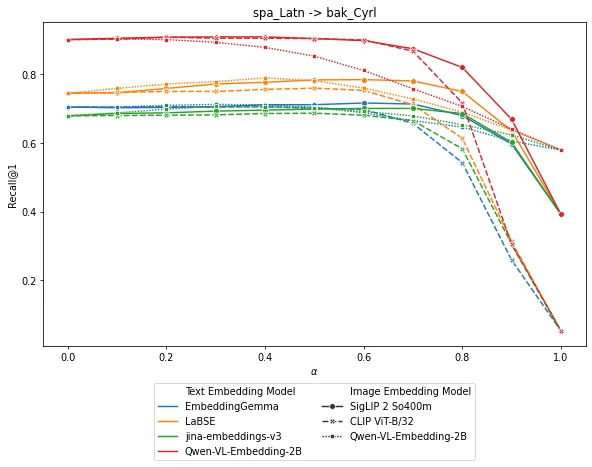 spa_Latn -> bak_Cyrl
Recall@1
0.8
0.6
0.4
0.2
0.0 0.2 0.4 0.6 0.8 1.0
α
Text Embedding Model Image Embedding Model
EmbeddingGemma SigLIP 2 So400m
LaBSE CLIP ViT-B/32
jina-embeddings-v3 Qwen-VL-Embedding-2B
Qwen-VL-Embedding-2B